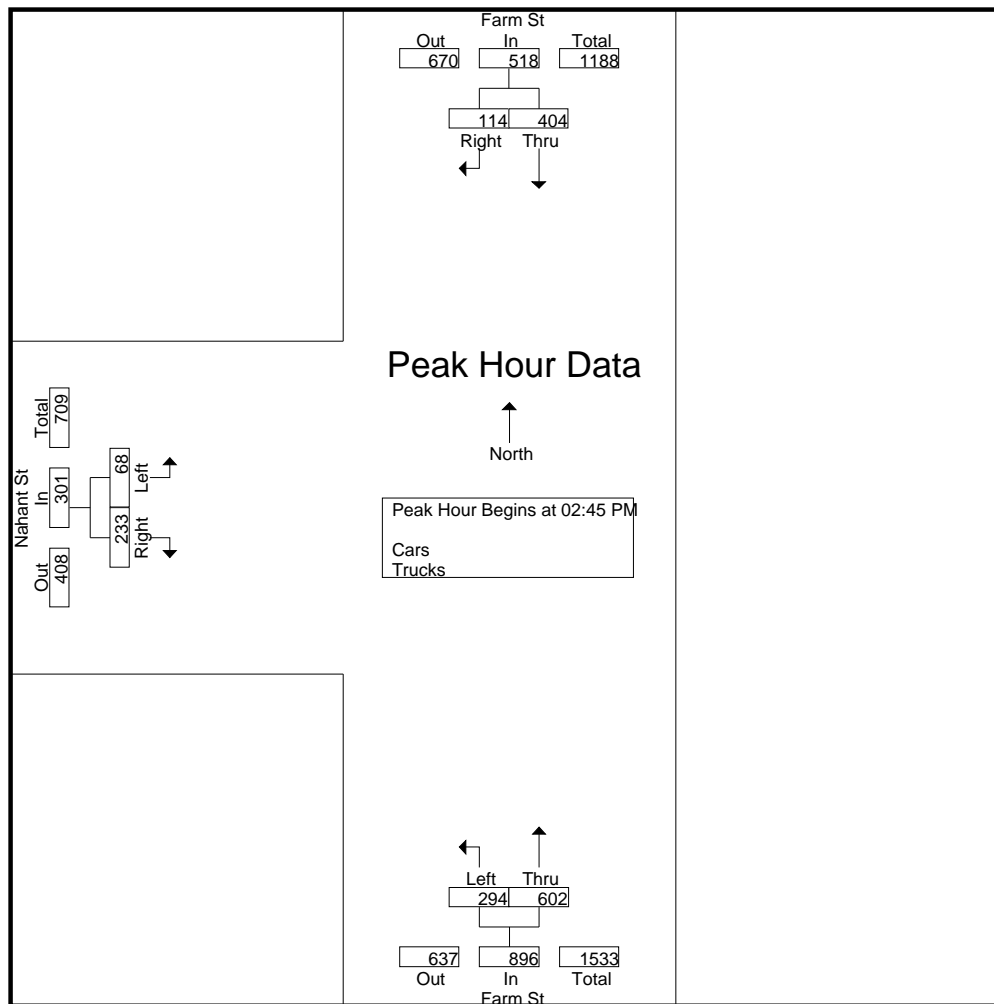 Farm St
Out In Total
670 518 1188
114 404
Right Thru
Peak Hour Data
North
Peak Hour Begins at 02:45 PM
Cars
Trucks
Nahant St
Out In Total
408 301 709
233 68
Right Left
Left Thru
294 602
637 896 1533
Out In Total
Farm St